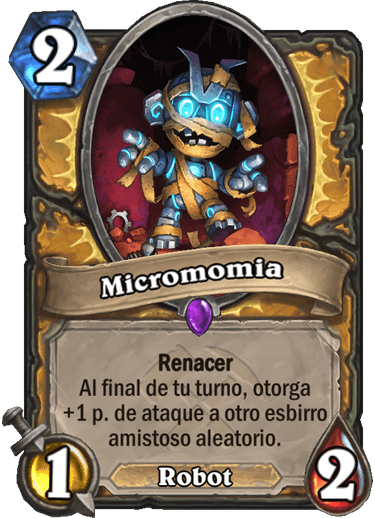 2
Micromomia
Renacer
Al final de tu turno, otorga
+1 p. de ataque a otro esbirro
amistoso aleatorio.
1
Robot
2